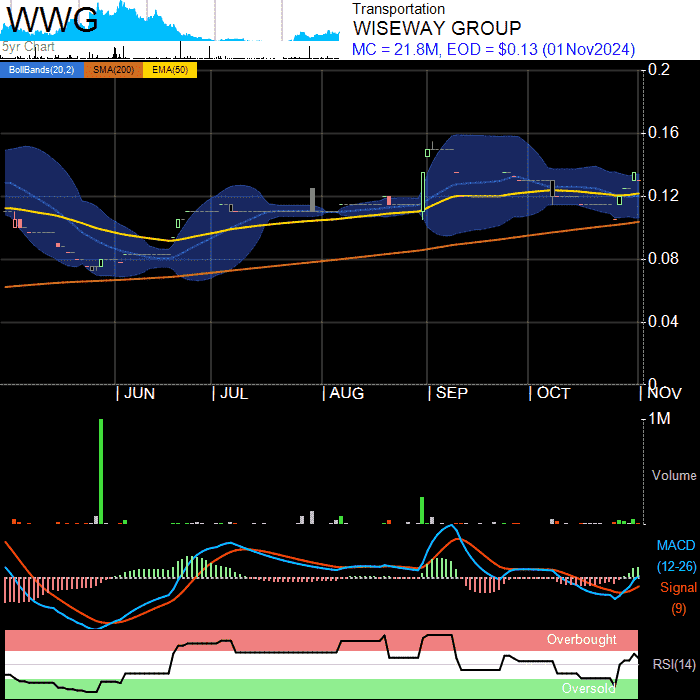 WWG
5yr Chart
Transportation
WISEWAY GROUP
MC = 21.8M, EOD = $0.13 (01Nov2024)
BollBands(20,2) SMA(200) EMA(50)
0.2
0.16
0.12
0.08
0.04
0
JUN JUL AUG SEP OCT NOV
1M
Volume
MACD
(12-26)
Signal
(9)
Overbought
RSI(14)
Oversold